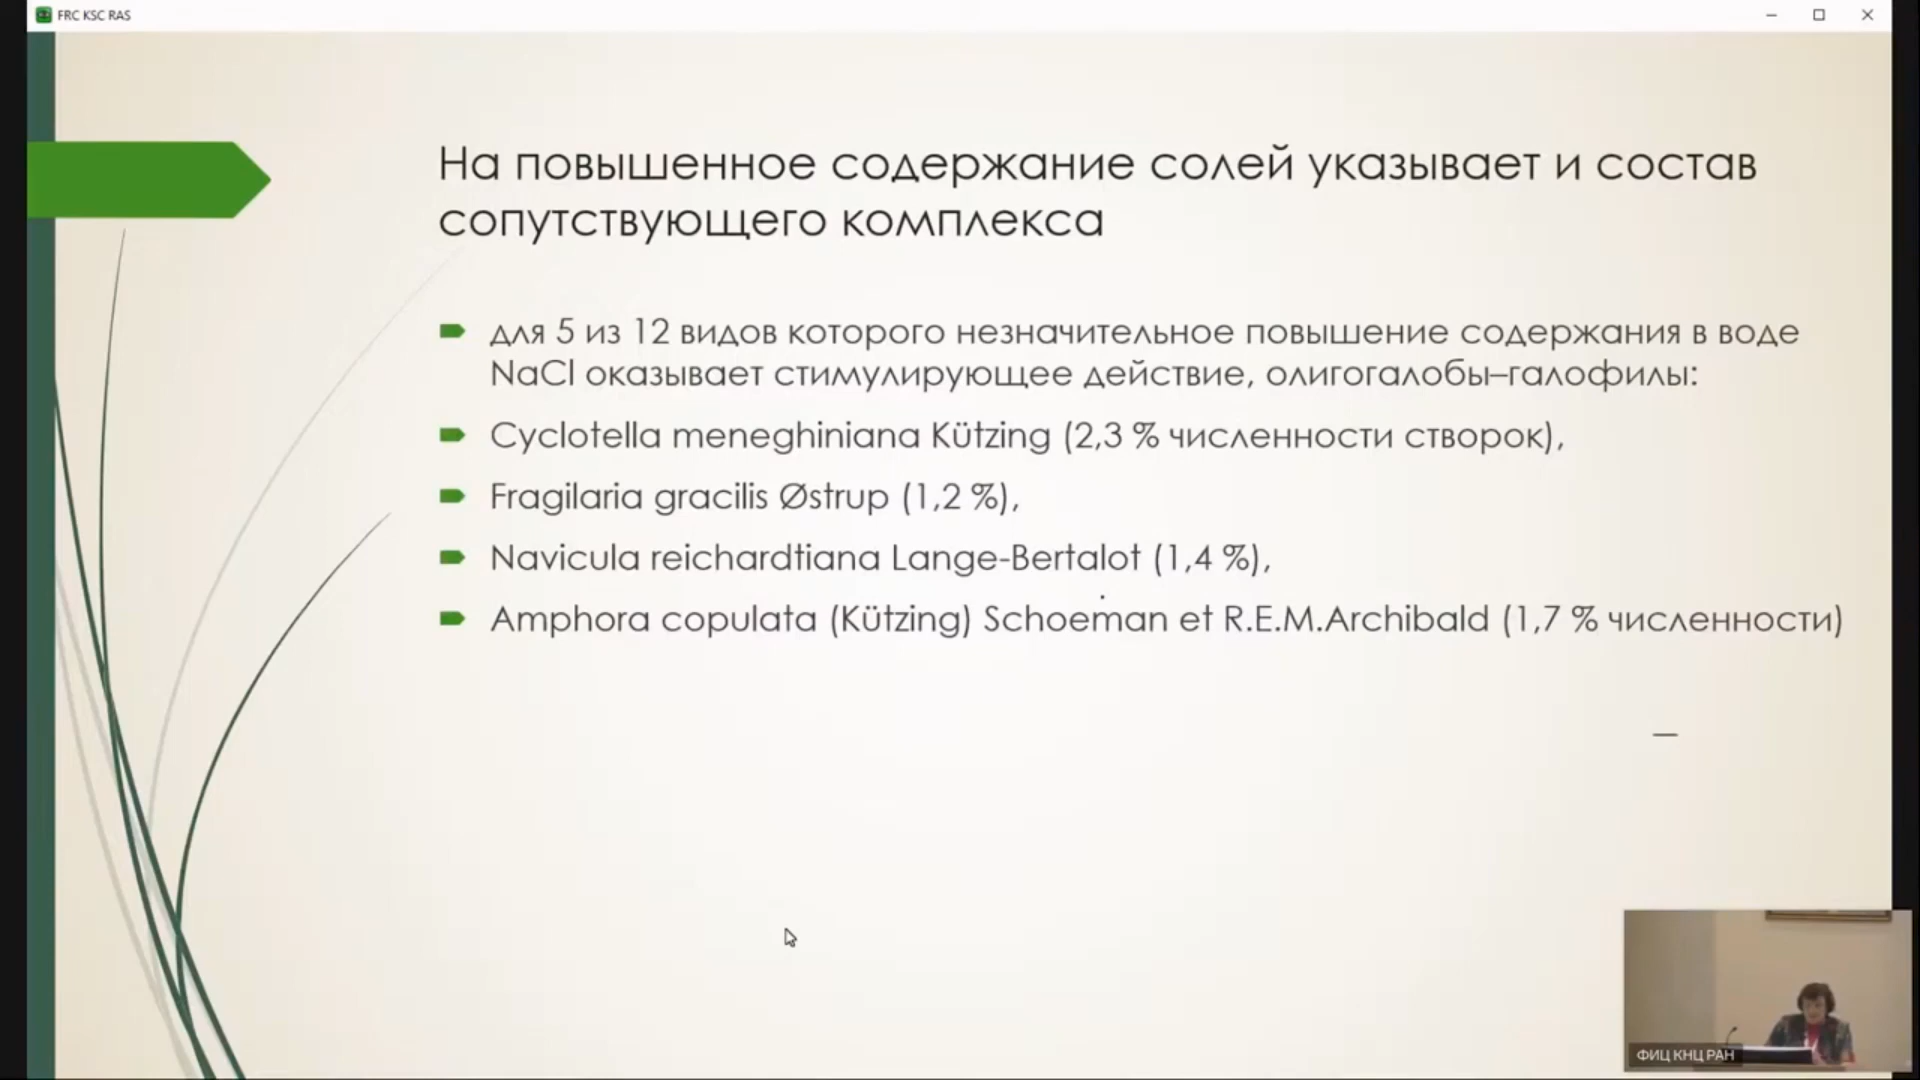 FRC KSC RAS
На повышенное содержание солей указывает и состав
сопутствующего комплекса
для 5 из 12 видов которого незначительное повышение содержания в воде
NaCl оказывает стимулирующее действие, олигогалобы–галофилы:
Cyclotella meneghiniana Kützing (2,3 % численности створок),
Fragilaria gracilis Østrup (1,2 %),
Navicula reichardtiana Lange-Bertalot (1,4 %),
Amphora copulata (Kützing) Schoeman et R.E.M.Archibald (1,7 % численности)
ФИЦ КНЦ РАН